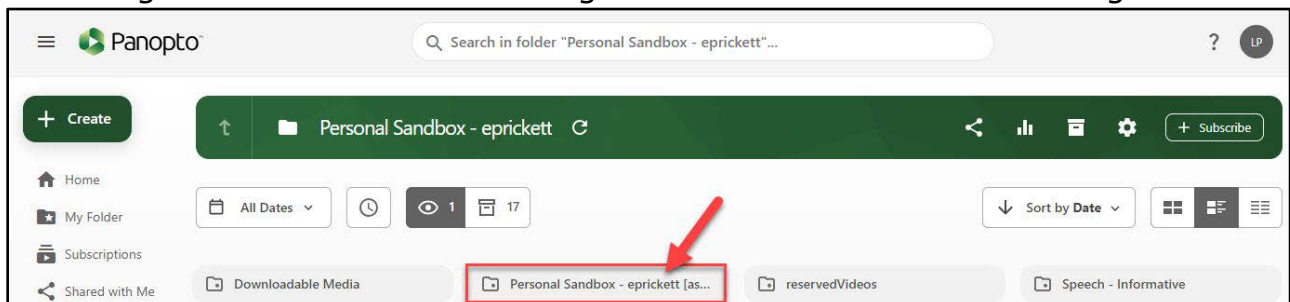 Panopto™
Search in folder "Personal Sandbox - eprickett"...
?
LP
+ Create
Personal Sandbox - eprickett
+ Subscribe
Home
My Folder
Subscriptions
Shared with Me
All Dates
1
17
Sort by Date
Downloadable Media
Personal Sandbox - eprickett [as...
reservedVideos
Speech - Informative